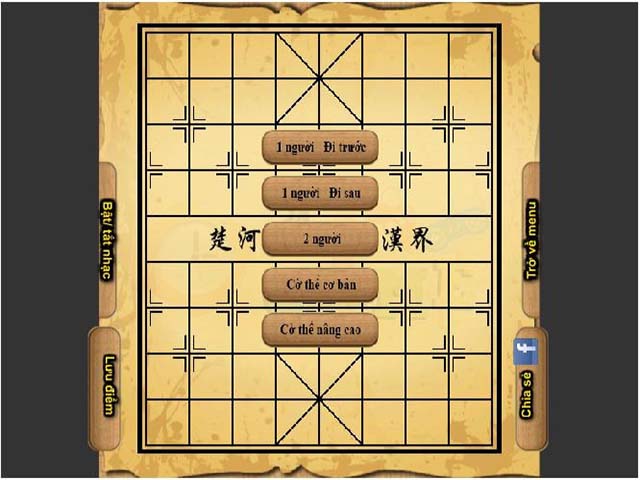 1 người Đi trước
1 người Đi sau
楚河
2 người
漢界
Cờ thế cơ bản
Cờ thế nâng cao
Bật/ tắt nhạc
Lưu điểm
Trở về menu
f
Chia sẻ